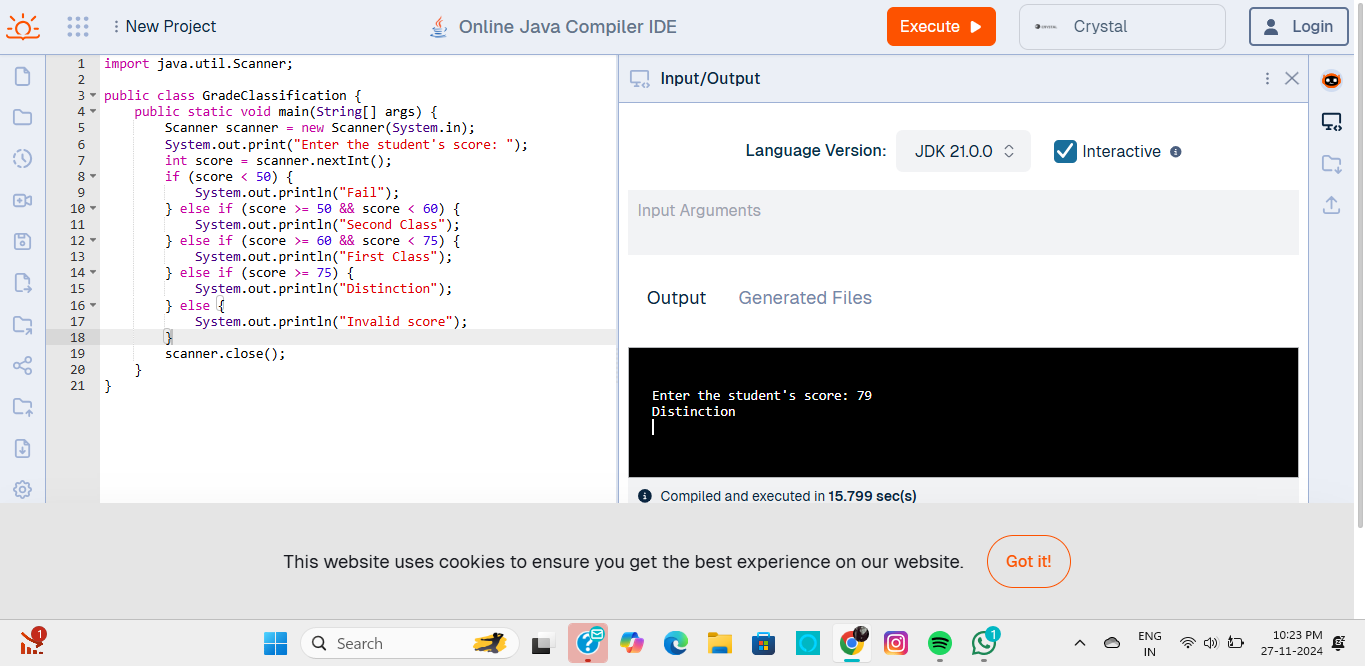 New Project
Online Java Compiler IDE
Execute
CRYSTAL
Crystal
Login
1 import java.util.Scanner;
2
3 public class GradeClassification {
4 public static void main(String[] args) {
5 Scanner scanner = new Scanner(System.in);
6 System.out.print("Enter the student's score: ");
7 int score = scanner.nextInt();
8 if (score < 50) {
9 System.out.println("Fail");
10 } else if (score >= 50 && score < 60) {
11 System.out.println("Second Class");
12 } else if (score >= 60 && score < 75) {
13 System.out.println("First Class");
14 } else if (score >= 75) {
15 System.out.println("Distinction");
16 } else {
17 System.out.println("Invalid score");
18 }
19 scanner.close();
20 }
21 }
Input/Output
Language Version:
JDK 21.0.0
Interactive
Input Arguments
Output
Generated Files
Enter the student's score: 79
Distinction
Compiled and executed in 15.799 sec(s)
This website uses cookies to ensure you get the best experience on our website.
Got it!
1
Search
1
ENG
IN
10:23 PM
27-11-2024